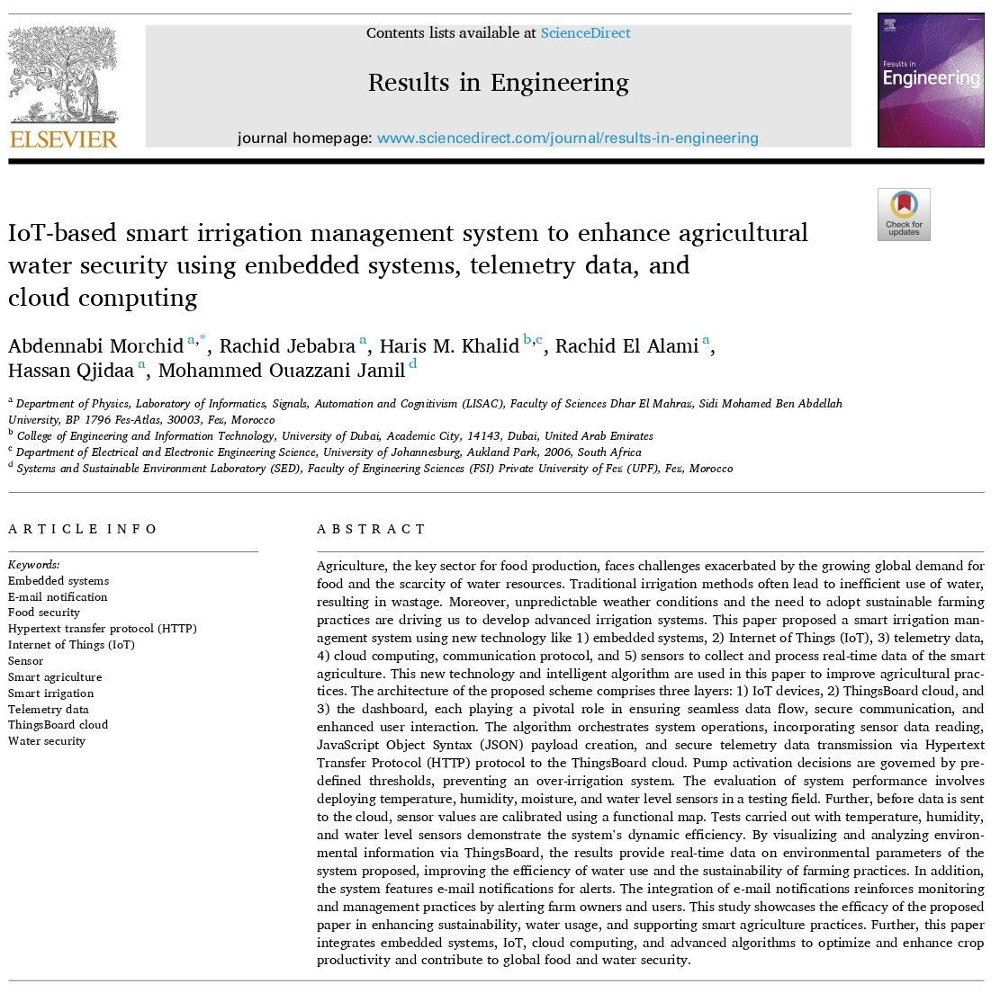 Contents lists available at ScienceDirect
Results in Engineering
journal homepage: www.sciencedirect.com/journal/results-in-engineering
ELSEVIER
Results in
Engineering
Check for
updates
IoT-based smart irrigation management system to enhance agricultural
water security using embedded systems, telemetry data, and
cloud computing
Abdennabi Morchid a,*, Rachid Jebabra a, Haris M. Khalid b,c, Rachid El Alami a,
Hassan Qjidaa a, Mohammed Ouazzani Jamil d
a Department of Physics, Laboratory of Informatics, Signals, Automation and Cognitivism (LISAC), Faculty of Sciences Dhar El Mahraz, Sidi Mohamed Ben Abdellah
University, BP 1796 Fes-Atlas, 30003, Fez, Morocco
b College of Engineering and Information Technology, University of Dubai, Academic City, 14143, Dubai, United Arab Emirates
c Department of Electrical and Electronic Engineering Science, University of Johannesburg, Aukland Park, 2006, South Africa
d Systems and Sustainable Environment Laboratory (SED), Faculty of Engineering Sciences (FSI) Private University of Fez (UPF), Fez, Morocco
ARTICLE INFO
Keywords:
Embedded systems
E-mail notification
Food security
Hypertext transfer protocol (HTTP)
Internet of Things (IoT)
Sensor
Smart agriculture
Smart irrigation
Telemetry data
ThingsBoard cloud
Water security
ABSTRACT
Agriculture, the key sector for food production, faces challenges exacerbated by the growing global demand for
food and the scarcity of water resources. Traditional irrigation methods often lead to inefficient use of water,
resulting in wastage. Moreover, unpredictable weather conditions and the need to adopt sustainable farming
practices are driving us to develop advanced irrigation systems. This paper proposed a smart irrigation man-
agement system using new technology like 1) embedded systems, 2) Internet of Things (IoT), 3) telemetry data,
4) cloud computing, communication protocol, and 5) sensors to collect and process real-time data of the smart
agriculture. This new technology and intelligent algorithm are used in this paper to improve agricultural prac-
tices. The architecture of the proposed scheme comprises three layers: 1) IoT devices, 2) ThingsBoard cloud, and
3) the dashboard, each playing a pivotal role in ensuring seamless data flow, secure communication, and
enhanced user interaction. The algorithm orchestrates system operations, incorporating sensor data reading,
JavaScript Object Syntax (JSON) payload creation, and secure telemetry data transmission via Hypertext
Transfer Protocol (HTTP) protocol to the ThingsBoard cloud. Pump activation decisions are governed by pre-
defined thresholds, preventing an over-irrigation system. The evaluation of system performance involves
deploying temperature, humidity, moisture, and water level sensors in a testing field. Further, before data is sent
to the cloud, sensor values are calibrated using a functional map. Tests carried out with temperature, humidity,
and water level sensors demonstrate the system's dynamic efficiency. By visualizing and analyzing environ-
mental information via ThingsBoard, the results provide real-time data on environmental parameters of the
system proposed, improving the efficiency of water use and the sustainability of farming practices. In addition,
the system features e-mail notifications for alerts. The integration of e-mail notifications reinforces monitoring
and management practices by alerting farm owners and users. This study showcases the efficacy of the proposed
paper in enhancing sustainability, water usage, and supporting smart agriculture practices. Further, this paper
integrates embedded systems, IoT, cloud computing, and advanced algorithms to optimize and enhance crop
productivity and contribute to global food and water security.